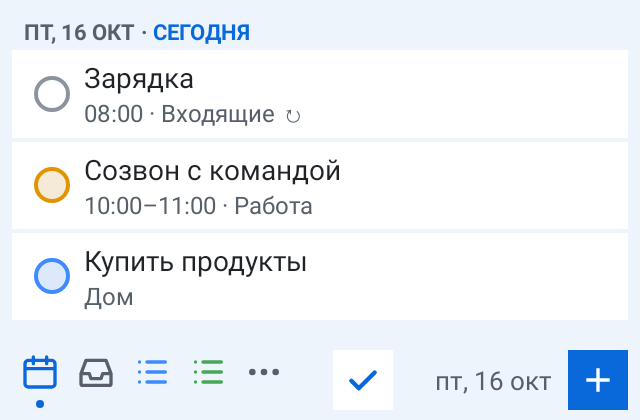 ПТ, 16 ОКТ · СЕГОДНЯ
Зарядка
08:00 · Входящие
Созвон с командой
10:00–11:00 · Работа
Купить продукты
Дом
пт, 16 окт